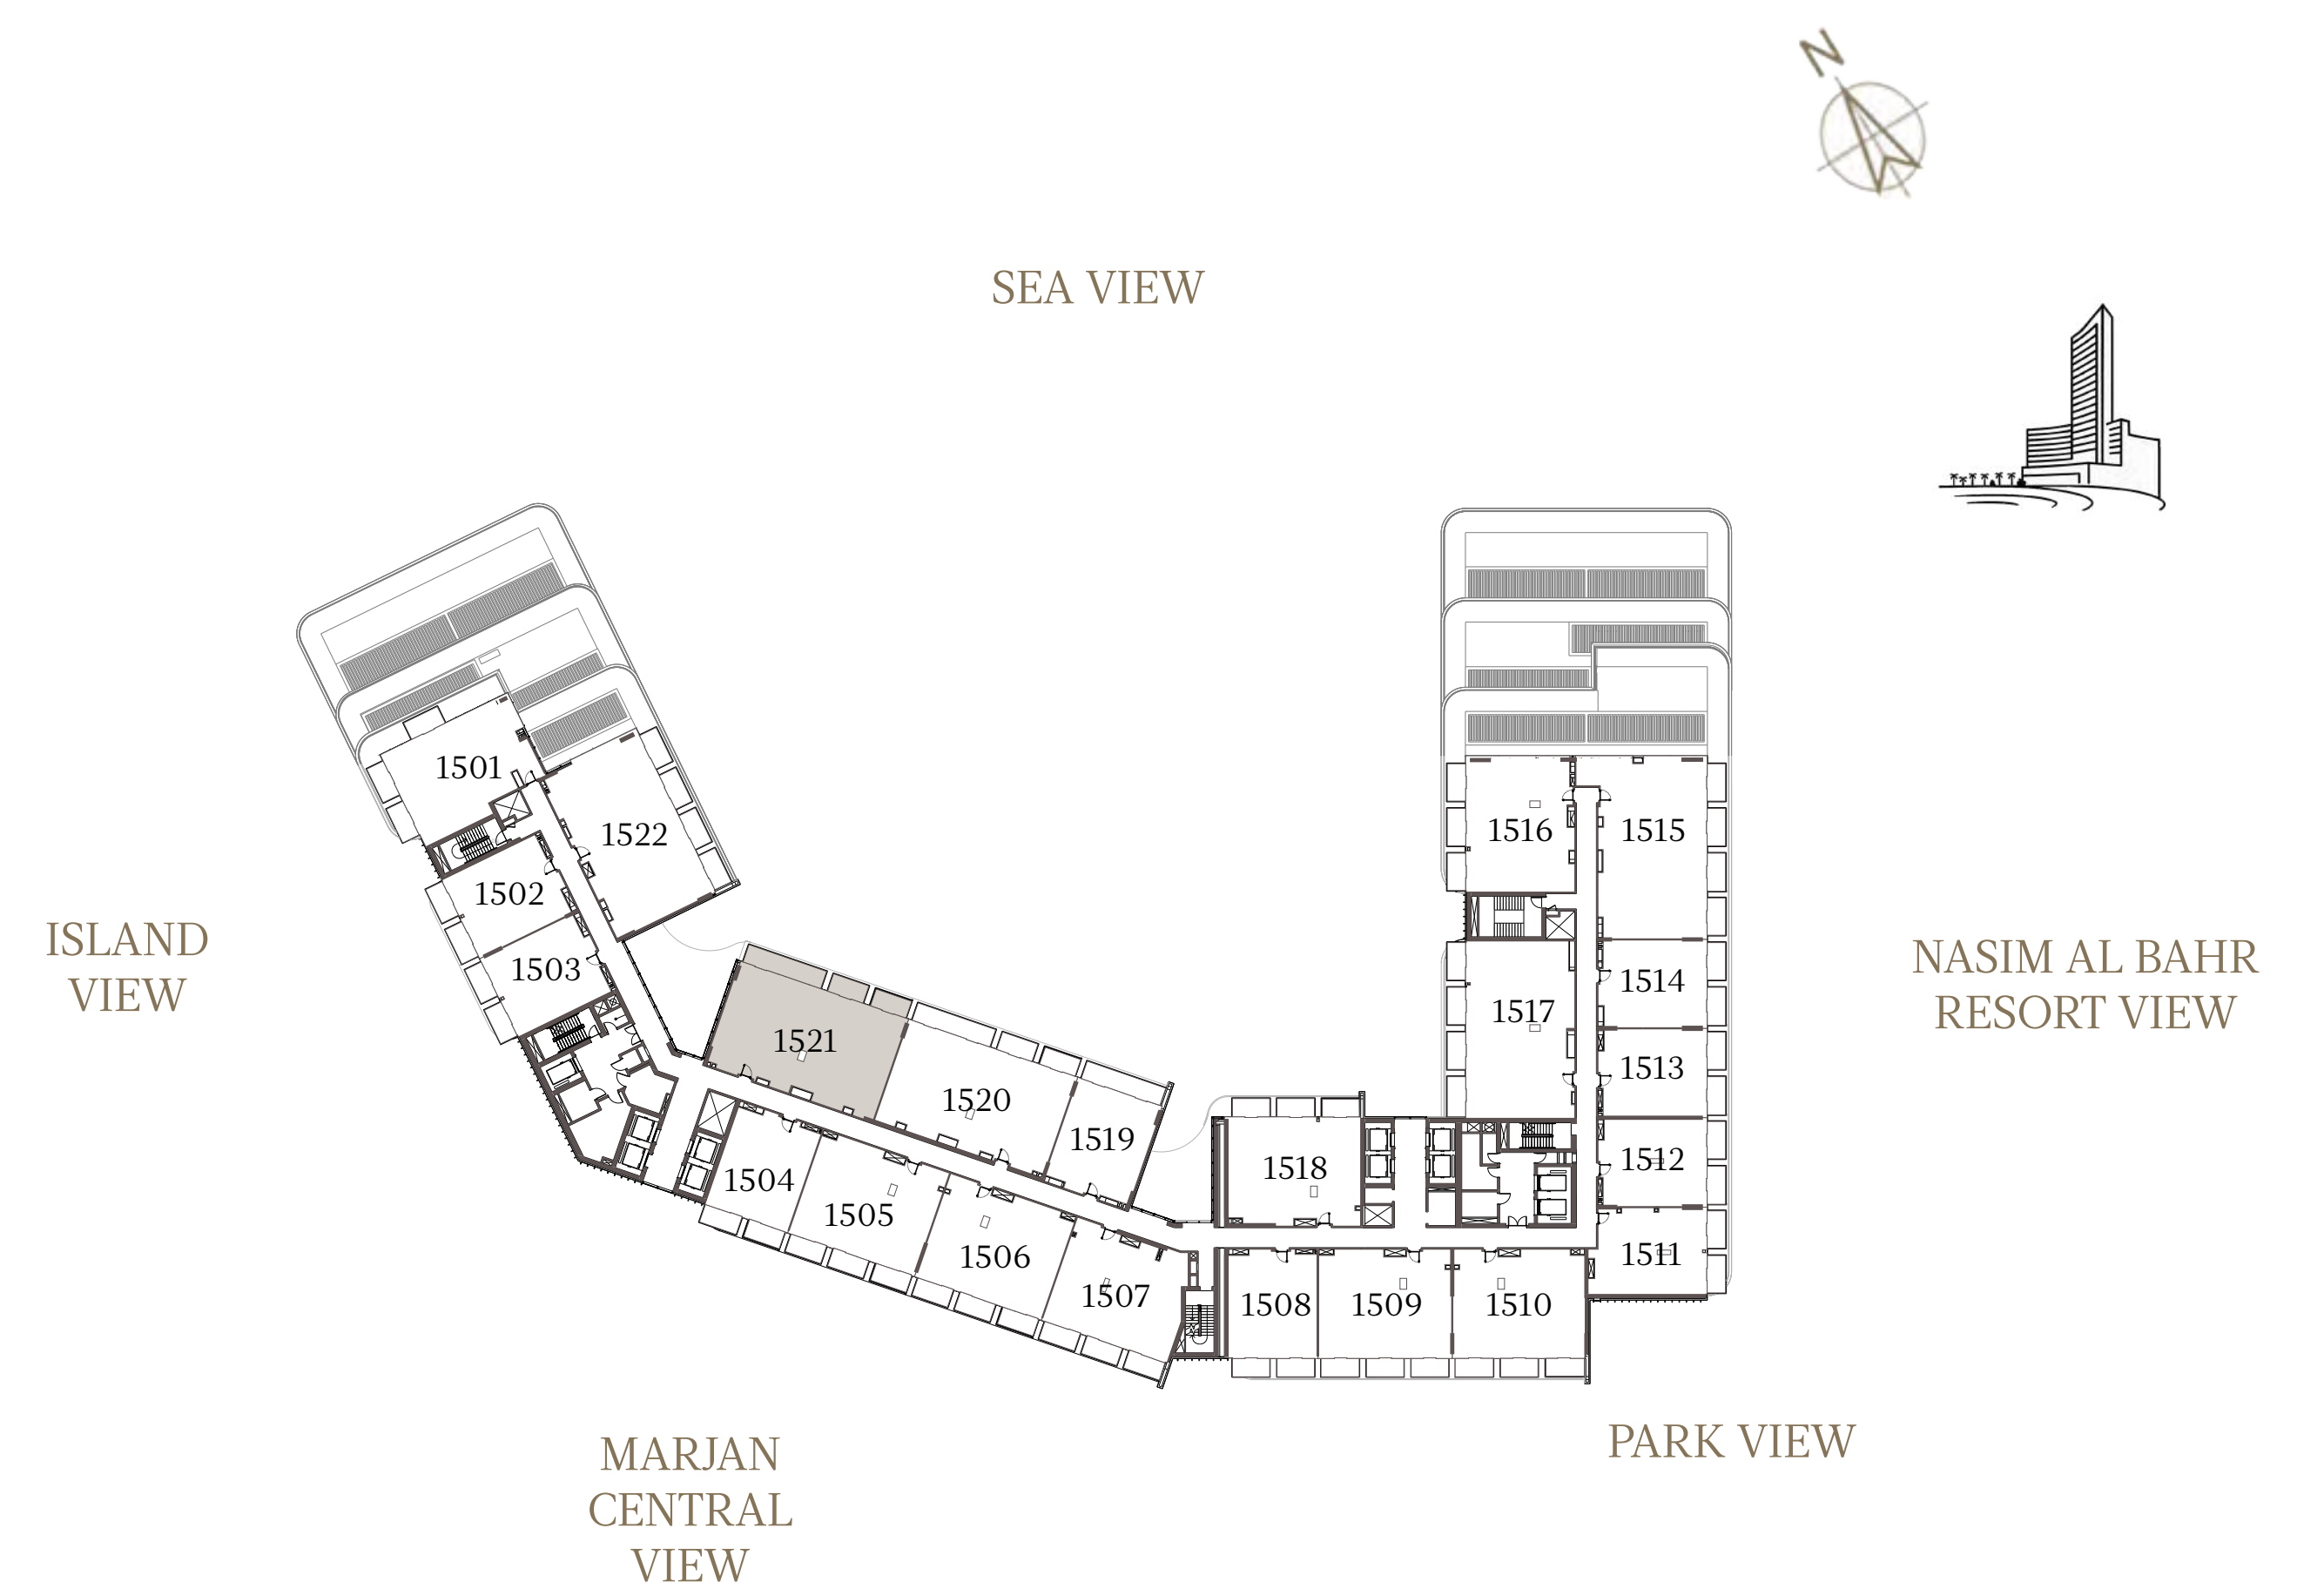 N
SEA VIEW
1501
1522
1502
1503
1516
1515
1514
1517
1513
1512
1511
1521
1520
1519
1518
1504
1505
1506
1507
1508
1509
1510
ISLAND
VIEW
NASIM AL BAHR
RESORT VIEW
MARJAN
CENTRAL
VIEW
PARK VIEW